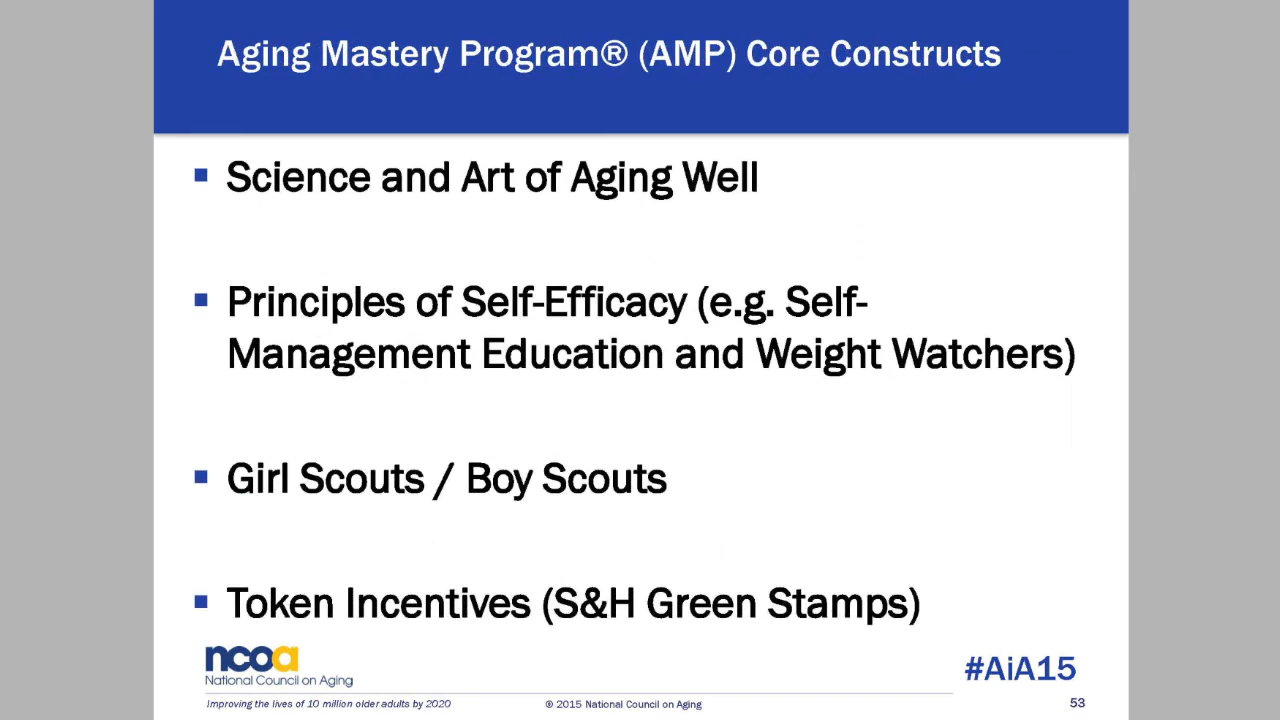 Aging Mastery Program® (AMP) Core Constructs
▪ Science and Art of Aging Well
▪ Principles of Self-Efficacy (e.g. Self-
Management Education and Weight Watchers)
▪ Girl Scouts / Boy Scouts
▪ Token Incentives (S&H Green Stamps)
ncoa
National Council on Aging
#AiA15
Improving the lives of 10 million older adults by 2020
© 2015 National Council on Aging
53